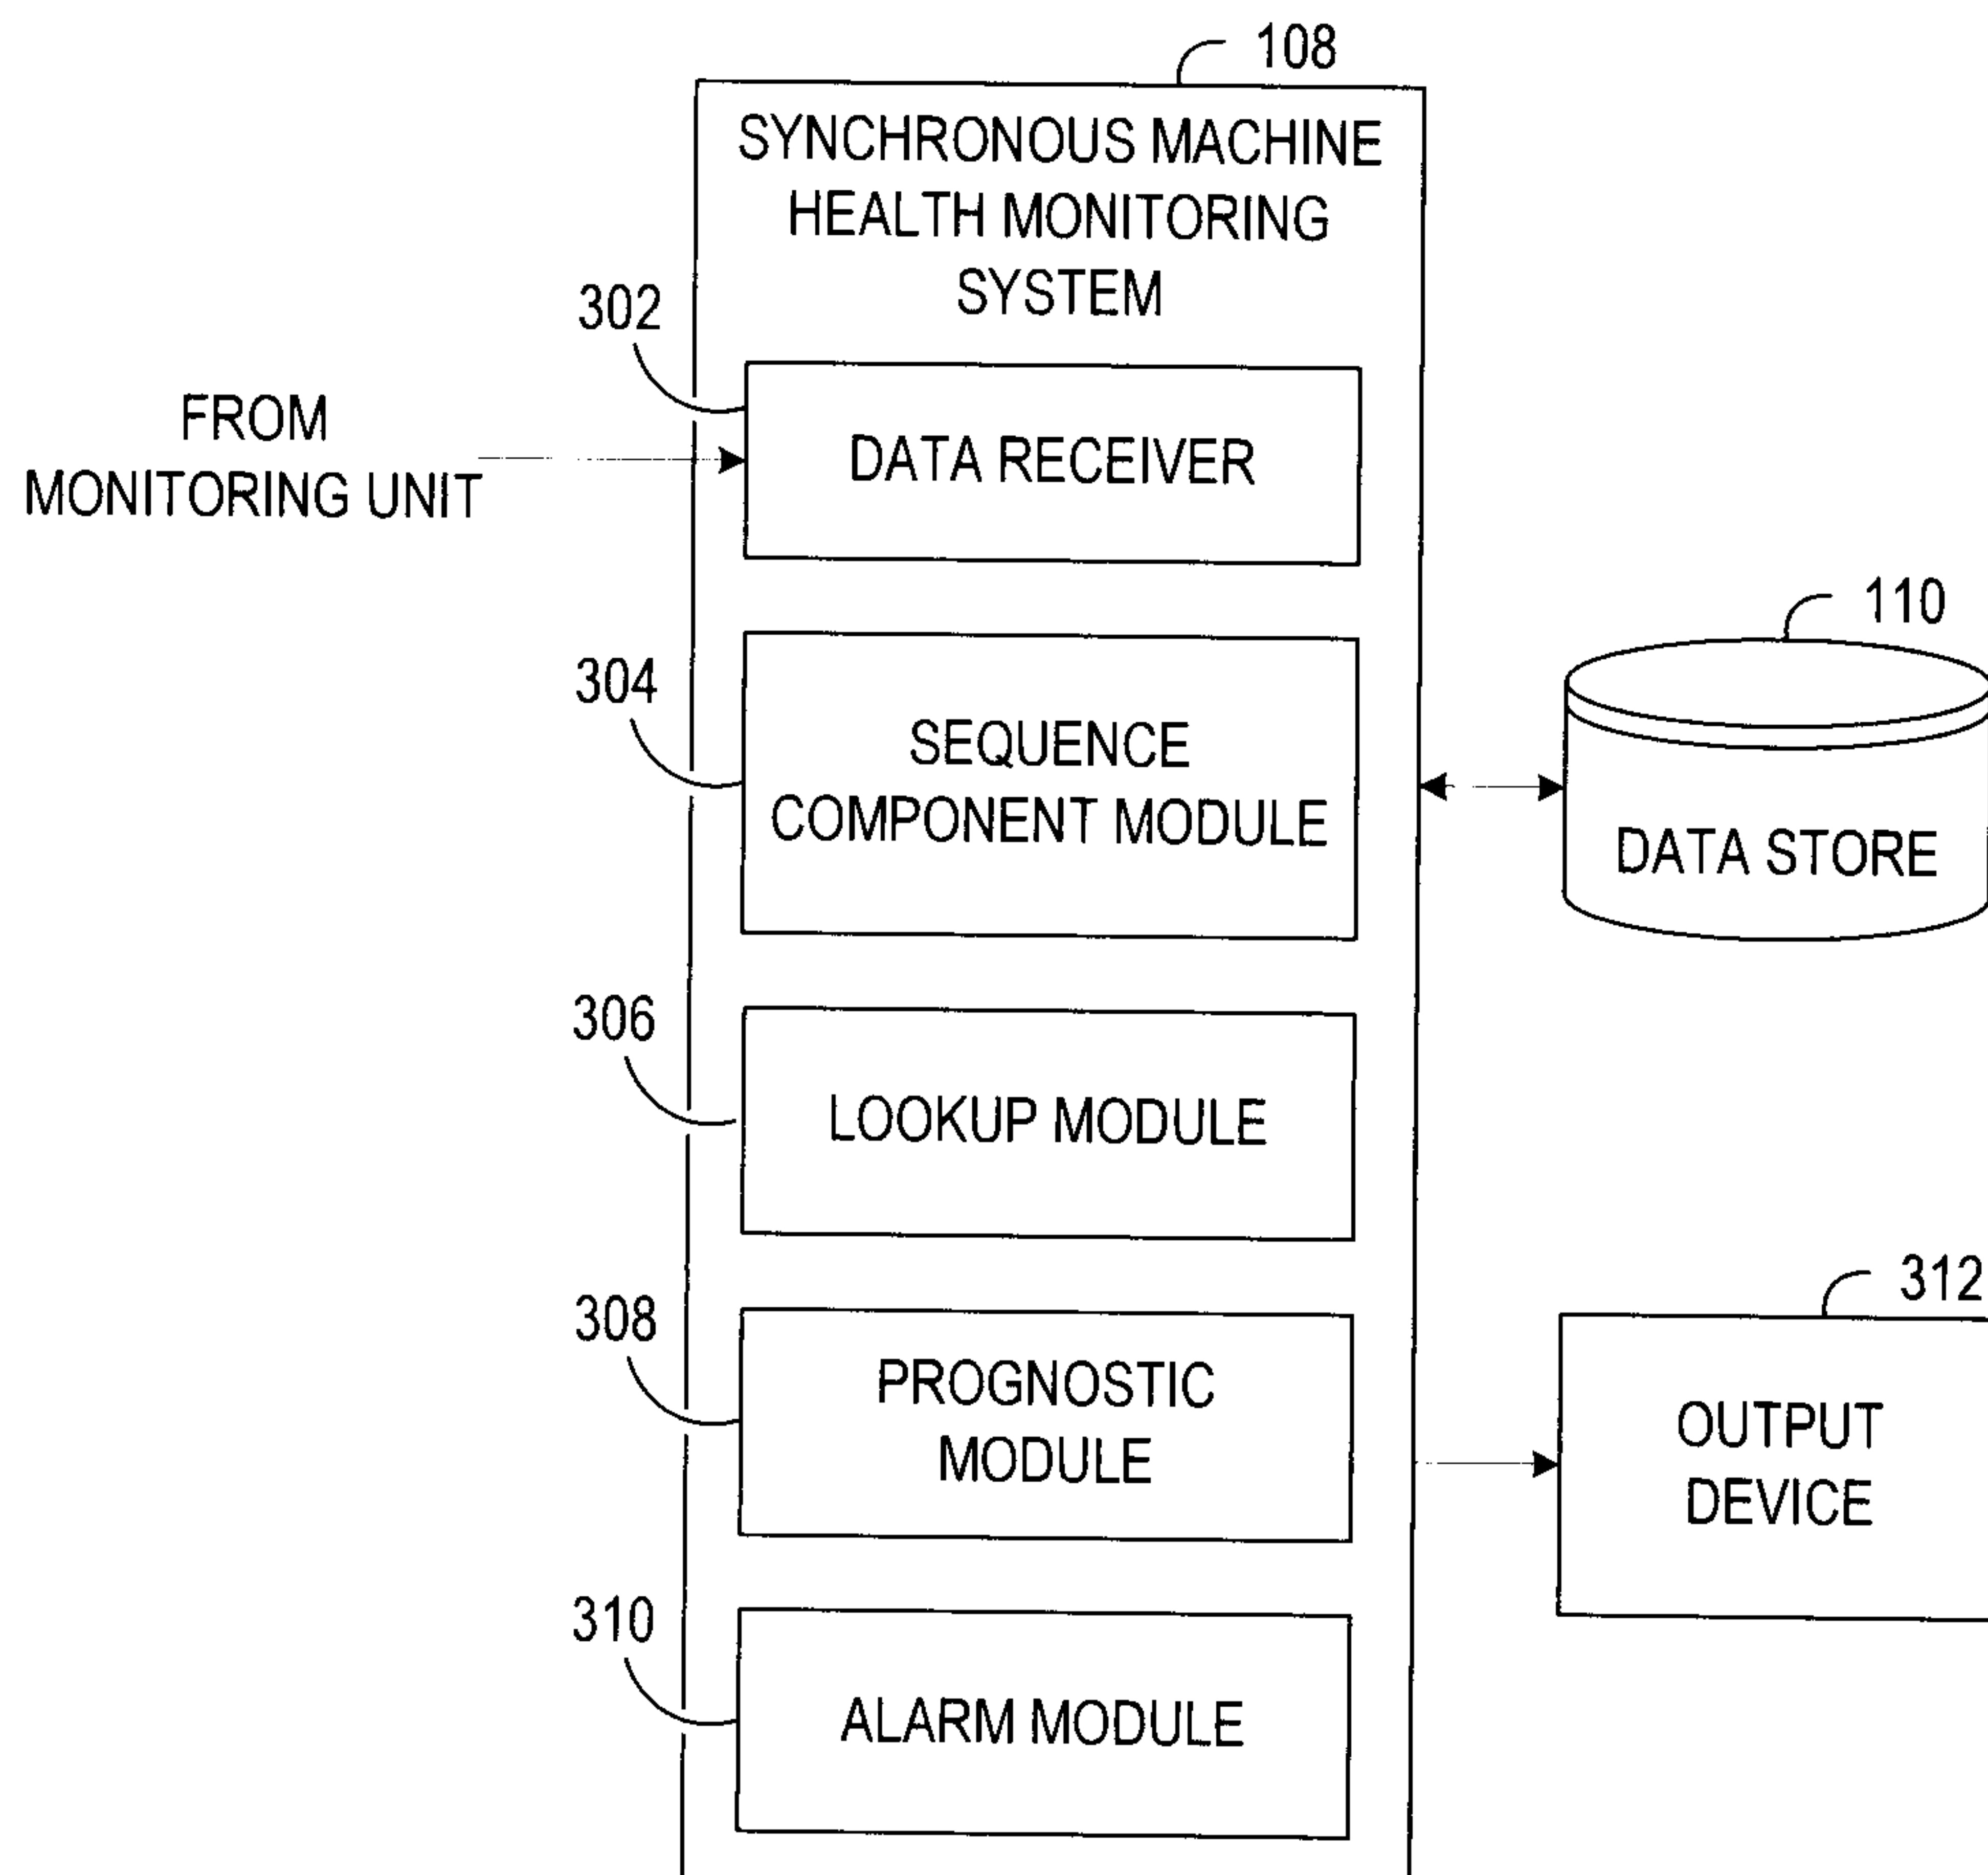 108
SYNCHRONOUS MACHINE
HEALTH MONITORING
SYSTEM
302
FROM
MONITORING UNIT
DATA RECEIVER
110
304
SEQUENCE
COMPONENT MODULE
DATA STORE
306
LOOKUP MODULE
312
308
PROGNOSTIC
MODULE
OUTPUT
DEVICE
310
ALARM MODULE